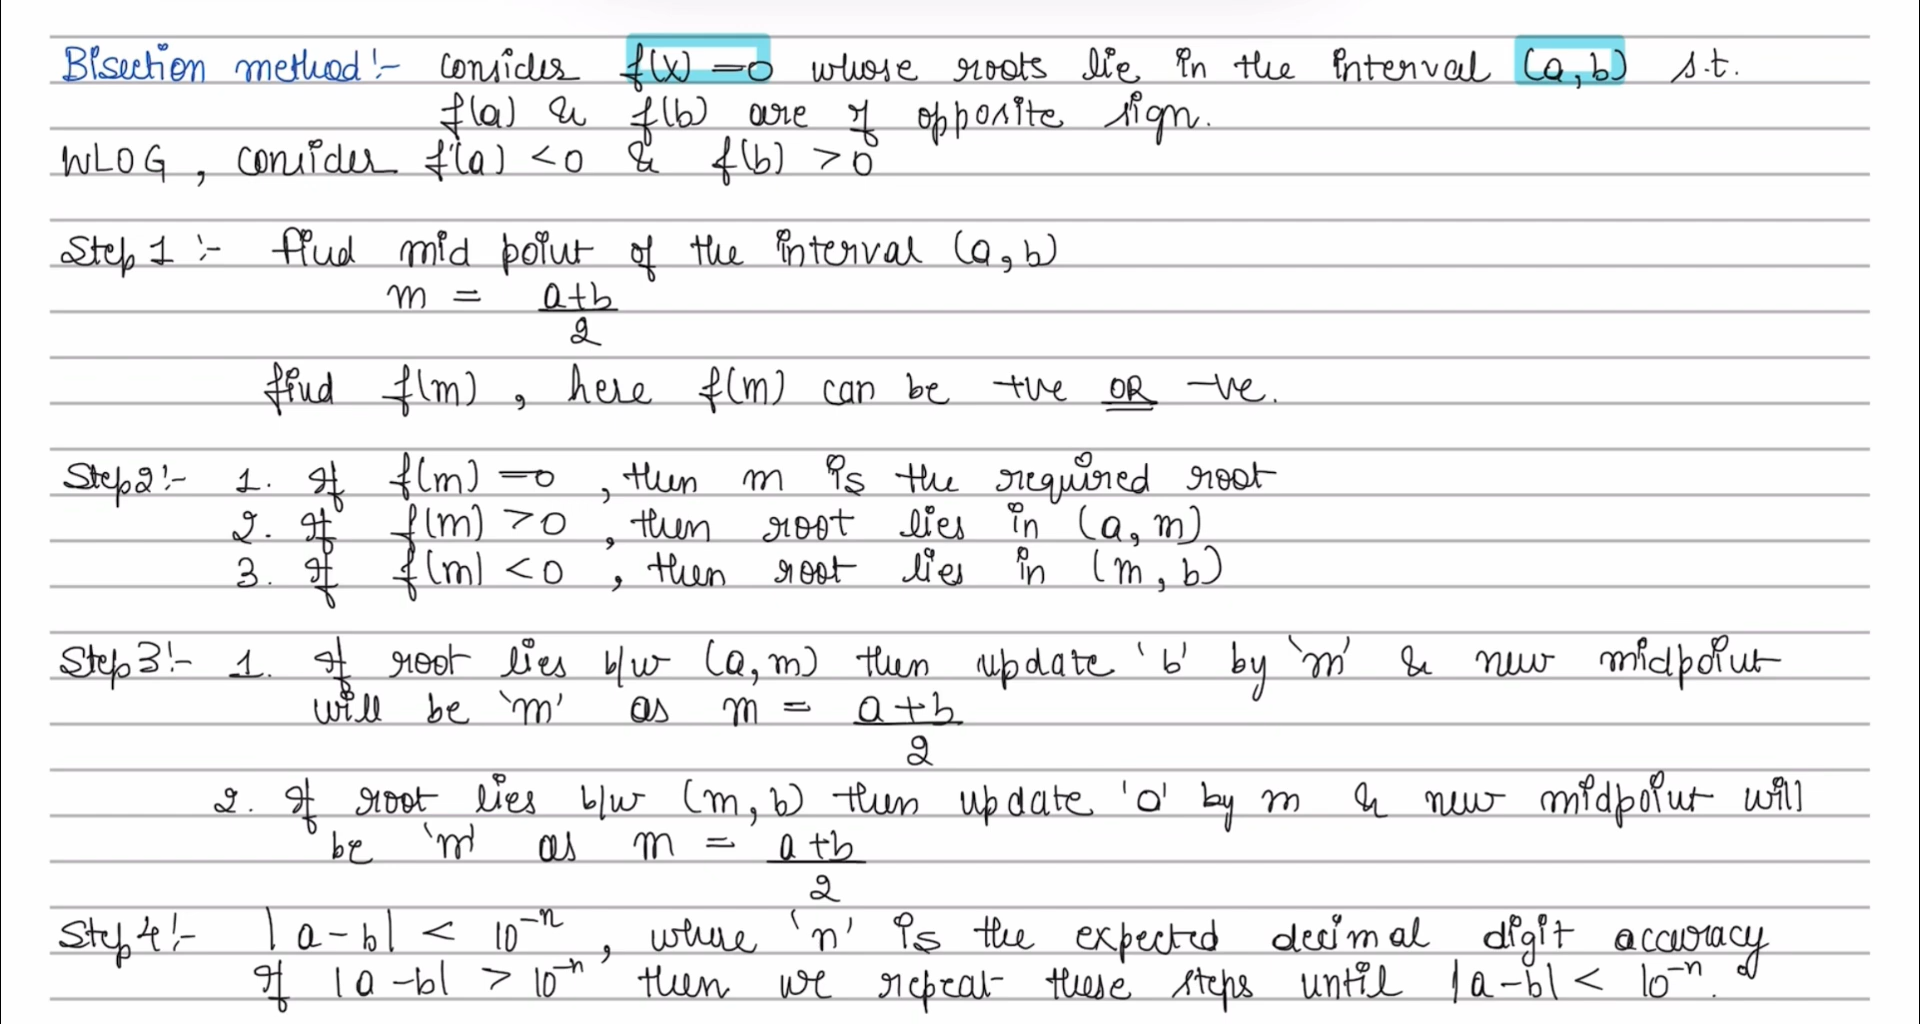 Bisection method :- consider f(x) = 0 whose roots lie in the interval (a, b) s.t.
f(a) & f(b) are of opposite sign.
WLOG, consider f(a) < 0 & f(b) > 0
Step 1 :- find mid point of the interval (a, b)
m = a+b
2
find f(m), here f(m) can be +ve OR -ve.
Step 2 :- 1. If f(m) = 0, then m is the required root
2. If f(m) > 0, then root lies in (a, m)
3. If f(m) < 0, then root lies in (m, b)
Step 3 :- 1. If root lies b/w (a, m) then update 'b' by 'm' & new midpoint
will be 'm' as m = a+b
2
2. If root lies b/w (m, b) then update 'a' by m & new midpoint will
be 'm' as m = a+b
2
Step 4 :- |a-b| < 10⁻ⁿ, where 'n' is the expected decimal digit accuracy
If |a-b| > 10⁻ⁿ then we repeat these steps until |a-b| < 10⁻ⁿ.